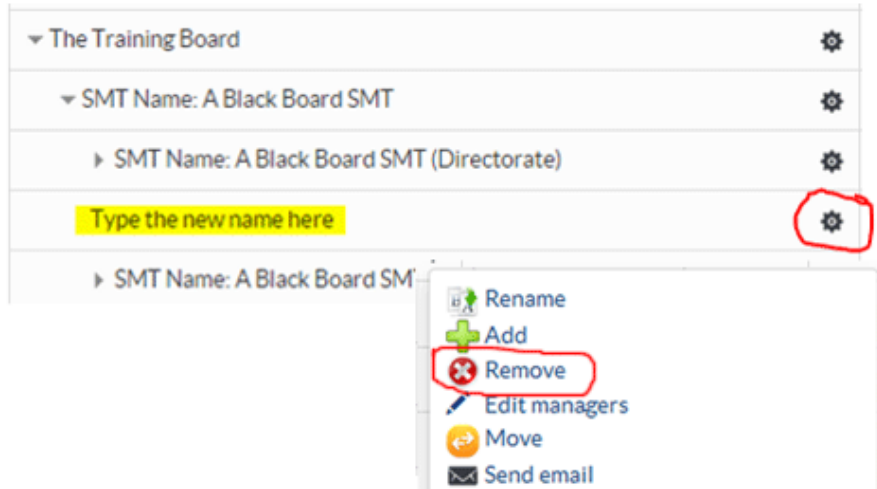 The Training Board
SMT Name: A Black Board SMT
SMT Name: A Black Board SMT (Directorate)
Type the new name here
SMT Name: A Black Board SM
Rename
Add
Remove
Edit managers
Move
Send email